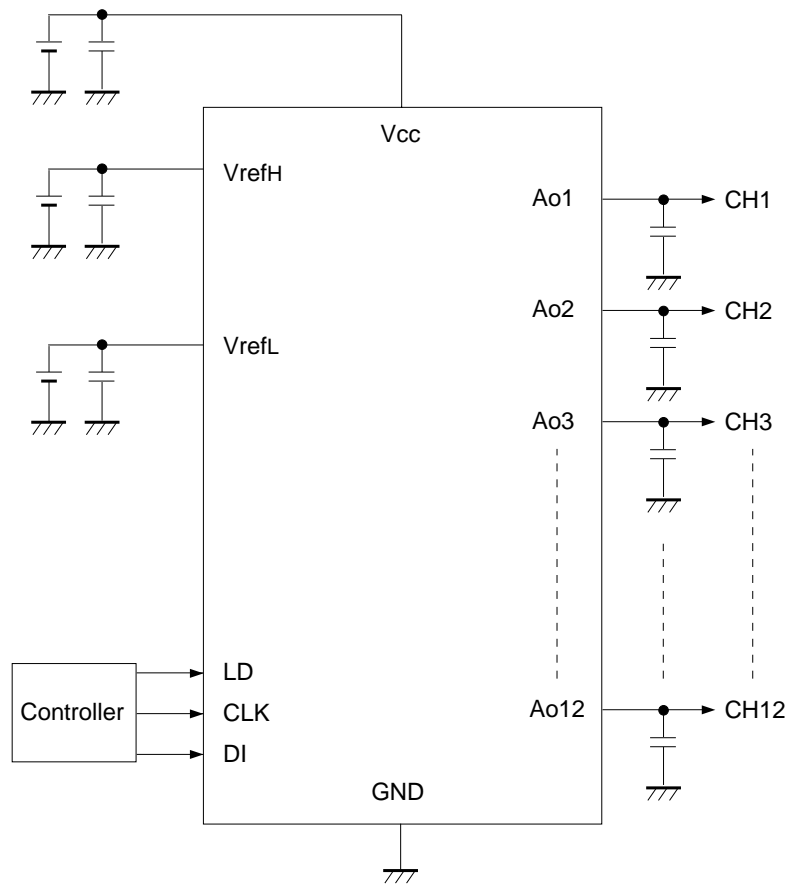 Vcc
VrefH
Ao1 CH1
Ao2 CH2
VrefL
Ao3 CH3
LD
Controller CLK
Ao12 CH12
DI
GND